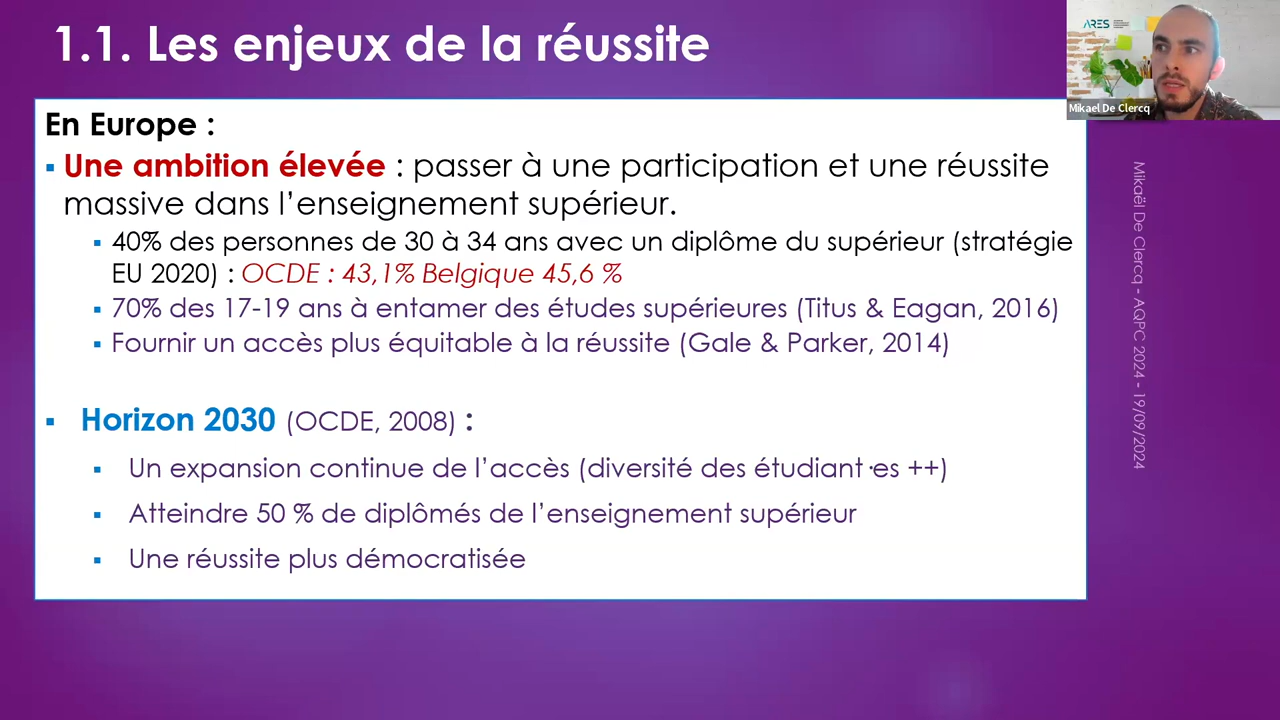 1.1. Les enjeux de la réussite
ARES
Mikael De Clercq
En Europe :
▪ Une ambition élevée : passer à une participation et une réussite
massive dans l’enseignement supérieur.
▪ 40% des personnes de 30 à 34 ans avec un diplôme du supérieur (stratégie
EU 2020) : OCDE : 43,1% Belgique 45,6 %
▪ 70% des 17-19 ans à entamer des études supérieures (Titus & Eagan, 2016)
▪ Fournir un accès plus équitable à la réussite (Gale & Parker, 2014)
▪ Horizon 2030 (OCDE, 2008) :
▪ Un expansion continue de l’accès (diversité des étudiant·es ++)
▪ Atteindre 50 % de diplômés de l’enseignement supérieur
▪ Une réussite plus démocratisée
Mikaël De Clercq - AQPC 2024 - 19/09/2024